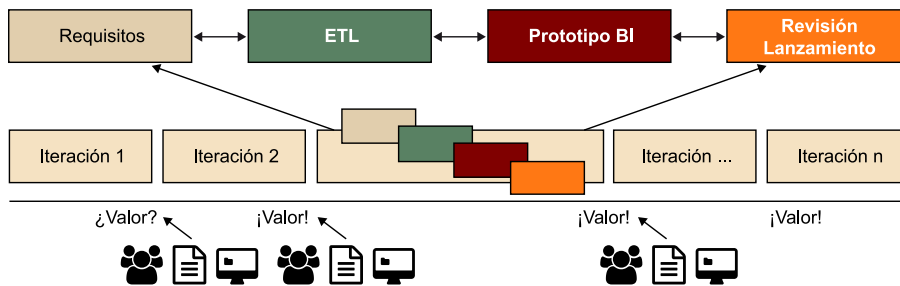 Requisitos
ETL
Prototipo BI
Revisión
Lanzamiento
Iteración 1
Iteración 2
Iteración ...
Iteración n
¿Valor?
¡Valor!
¡Valor!
¡Valor!